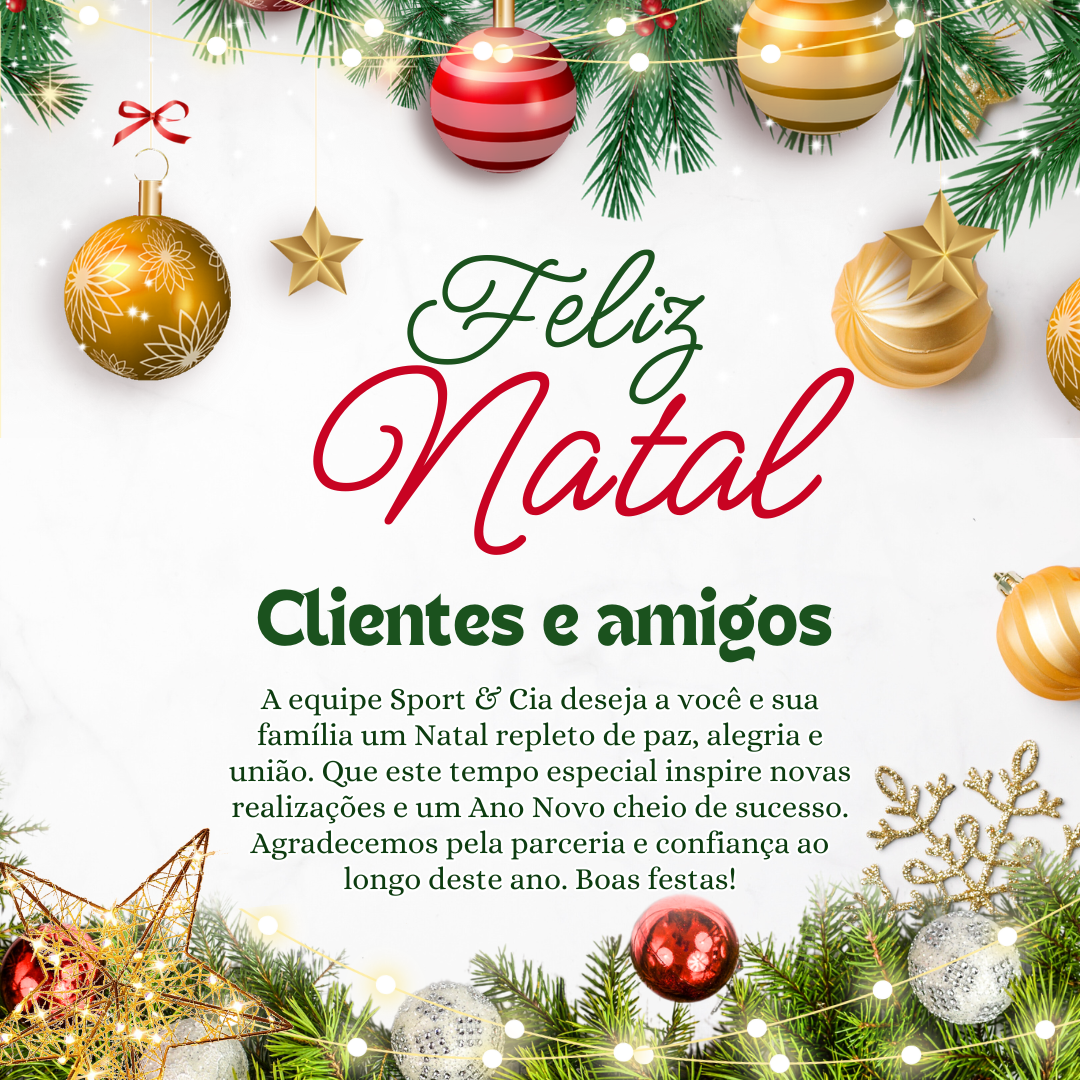 Feliz
Natal
Clientes e amigos
A equipe Sport & Cia deseja a você e sua
família um Natal repleto de paz, alegria e
união. Que este tempo especial inspire novas
realizações e um Ano Novo cheio de sucesso.
Agradecemos pela parceria e confiança ao
longo deste ano. Boas festas!